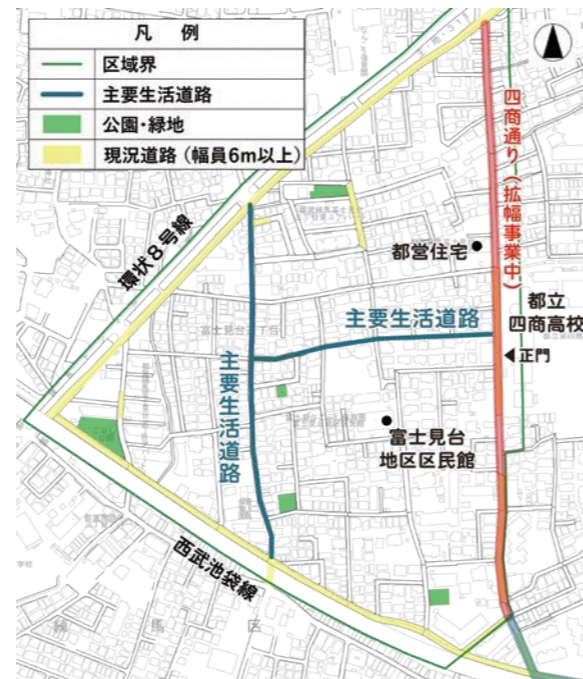 凡 例
区域界
主要生活道路
公園・緑地
現況道路（幅員6m以上）
四商通り（拡幅事業中）
環状８号線
都営住宅
都立
四商高校
主要生活道路
正門
主要生活道路
富士見台
地区区民館
西武池袋線
練馬区